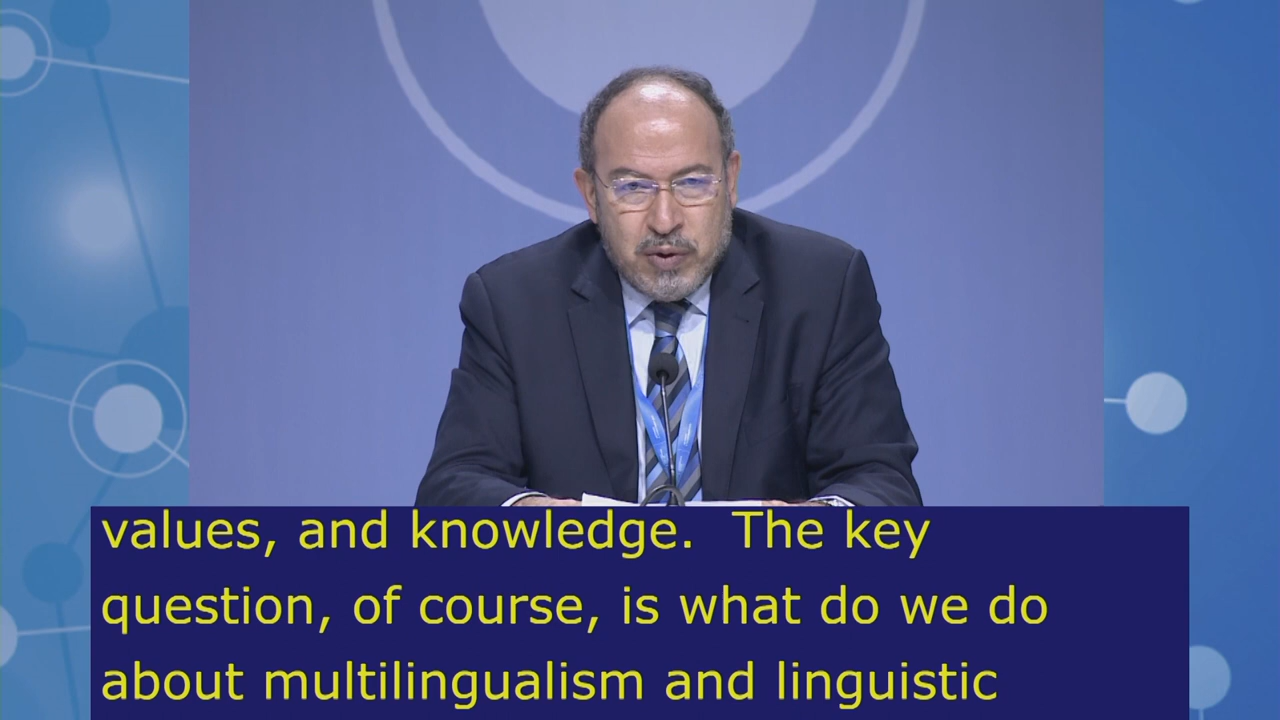 values, and knowledge.  The key
question, of course, is what do we do
about multilingualism and linguistic